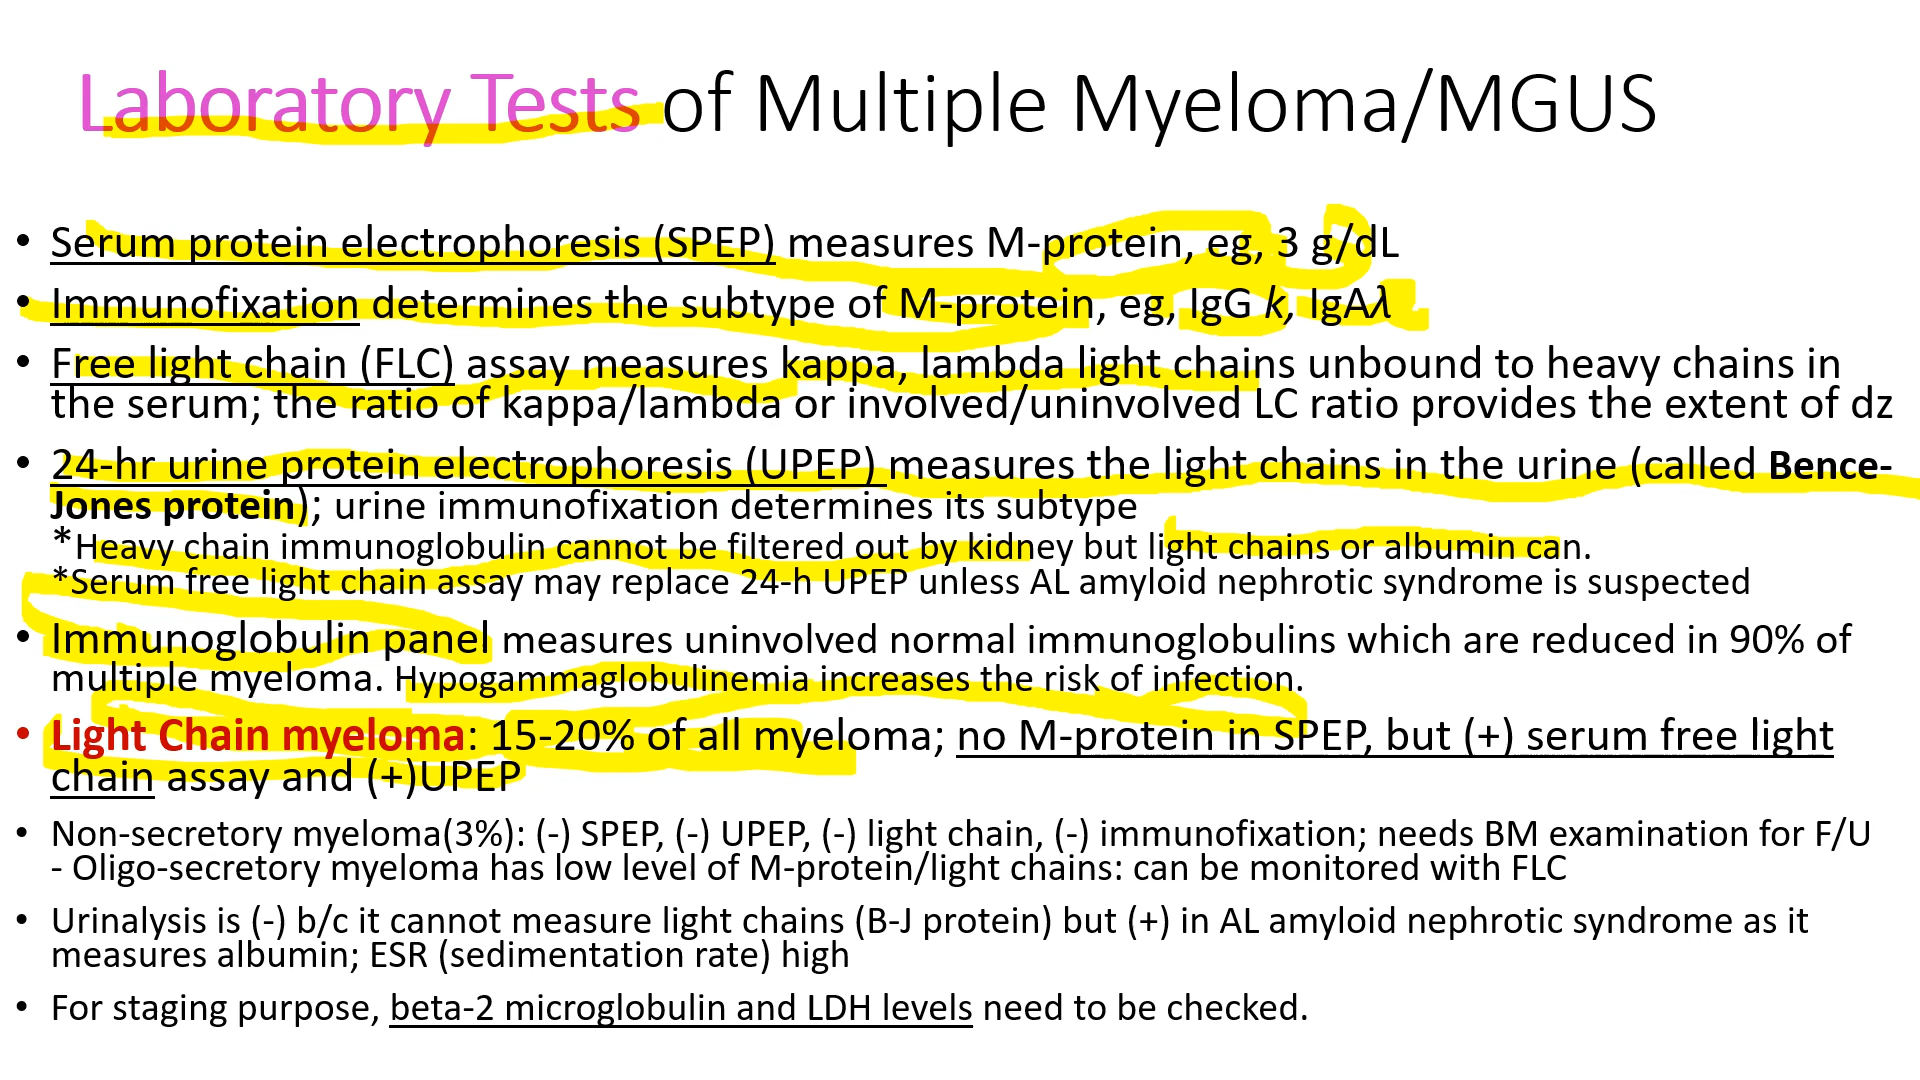 Laboratory Tests of Multiple Myeloma/MGUS
• Serum protein electrophoresis (SPEP) measures M-protein, eg, 3 g/dL
• Immunofixation determines the subtype of M-protein, eg, IgG k, IgAλ
• Free light chain (FLC) assay measures kappa, lambda light chains unbound to heavy chains in
the serum; the ratio of kappa/lambda or involved/uninvolved LC ratio provides the extent of dz
• 24-hr urine protein electrophoresis (UPEP) measures the light chains in the urine (called Bence-
Jones protein); urine immunofixation determines its subtype
*Heavy chain immunoglobulin cannot be filtered out by kidney but light chains or albumin can.
*Serum free light chain assay may replace 24-h UPEP unless AL amyloid nephrotic syndrome is suspected
• Immunoglobulin panel measures uninvolved normal immunoglobulins which are reduced in 90% of
multiple myeloma. Hypogammaglobulinemia increases the risk of infection.
• Light Chain myeloma: 15-20% of all myeloma; no M-protein in SPEP, but (+) serum free light
chain assay and (+)UPEP
• Non-secretory myeloma(3%): (-) SPEP, (-) UPEP, (-) light chain, (-) immunofixation; needs BM examination for F/U
- Oligo-secretory myeloma has low level of M-protein/light chains: can be monitored with FLC
• Urinalysis is (-) b/c it cannot measure light chains (B-J protein) but (+) in AL amyloid nephrotic syndrome as it
measures albumin; ESR (sedimentation rate) high
• For staging purpose, beta-2 microglobulin and LDH levels need to be checked.